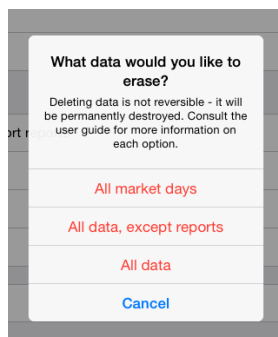 What data would you like to
erase?
Deleting data is not reversible - it will
be permanently destroyed. Consult the
user guide for more information on
each option.
All market days
All data, except reports
All data
Cancel